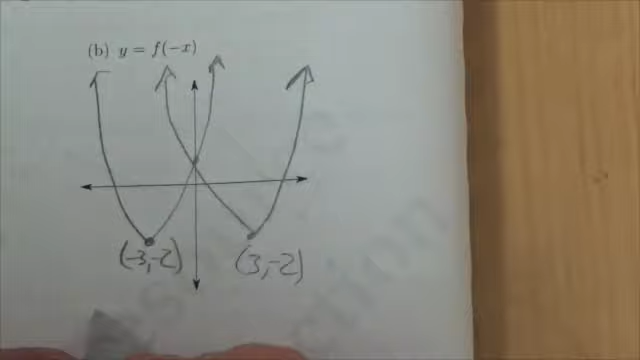 (b) y = f(−x)
(-3,-2) (3,-2)